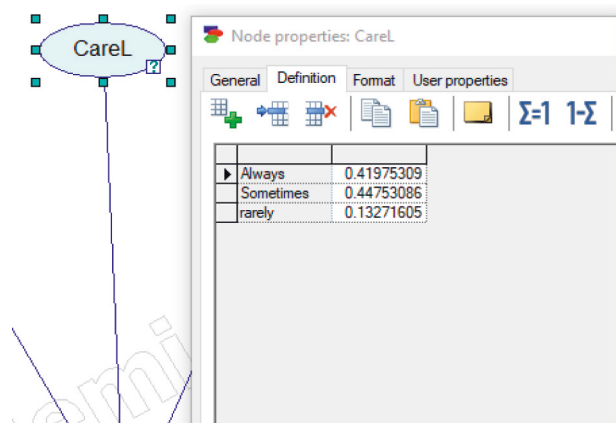 CareL
?
Node properties: CareL
General Definition Format User properties
Σ=1 1-Σ
Always 0.41975309
Sometimes 0.44753086
rarely 0.13271605